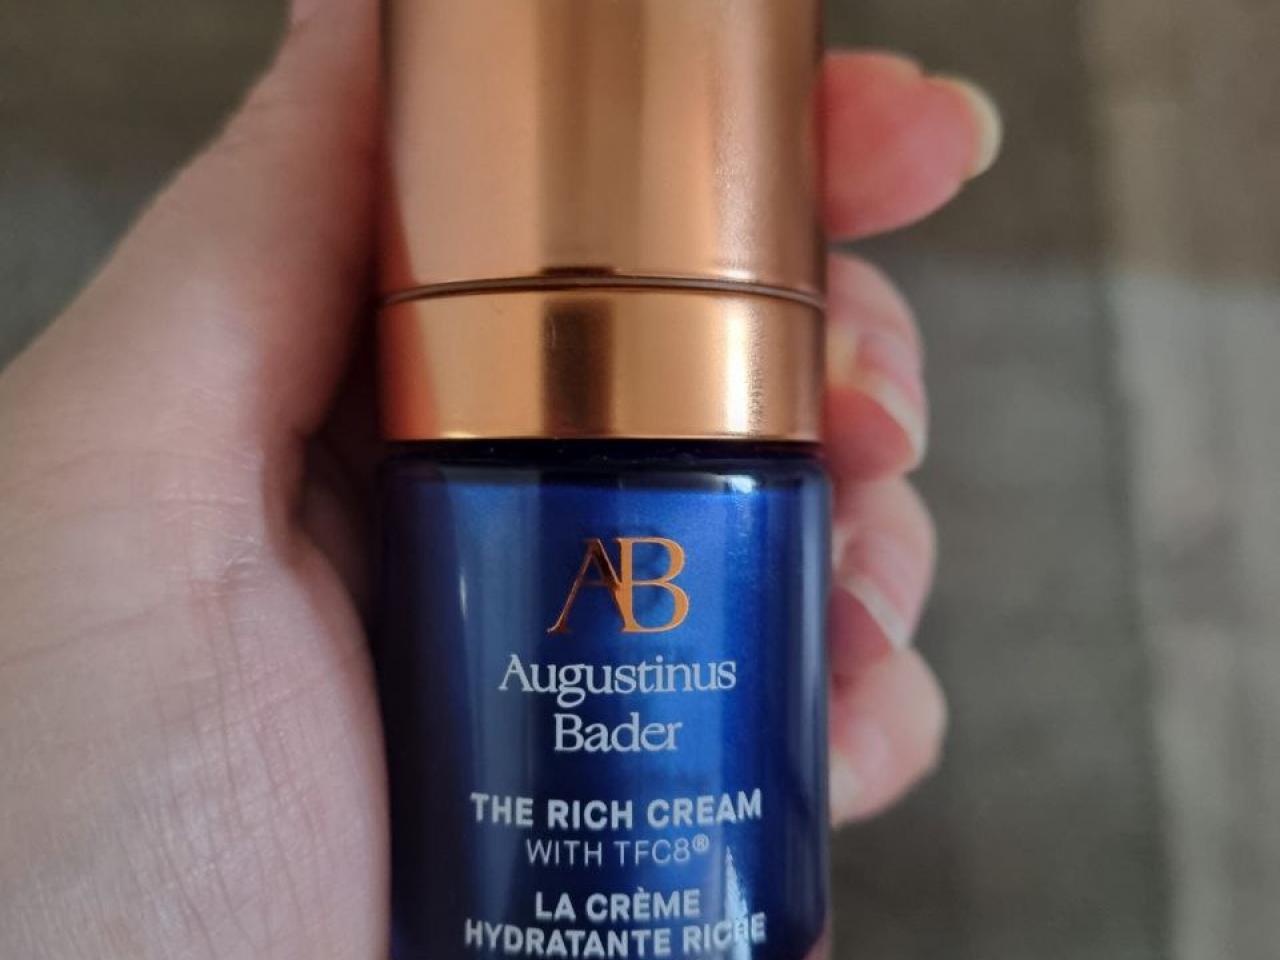 AB
Augustinus
Bader
THE RICH CREAM
WITH TFC8®
LA CRÈME
HYDRATANTE RICHE